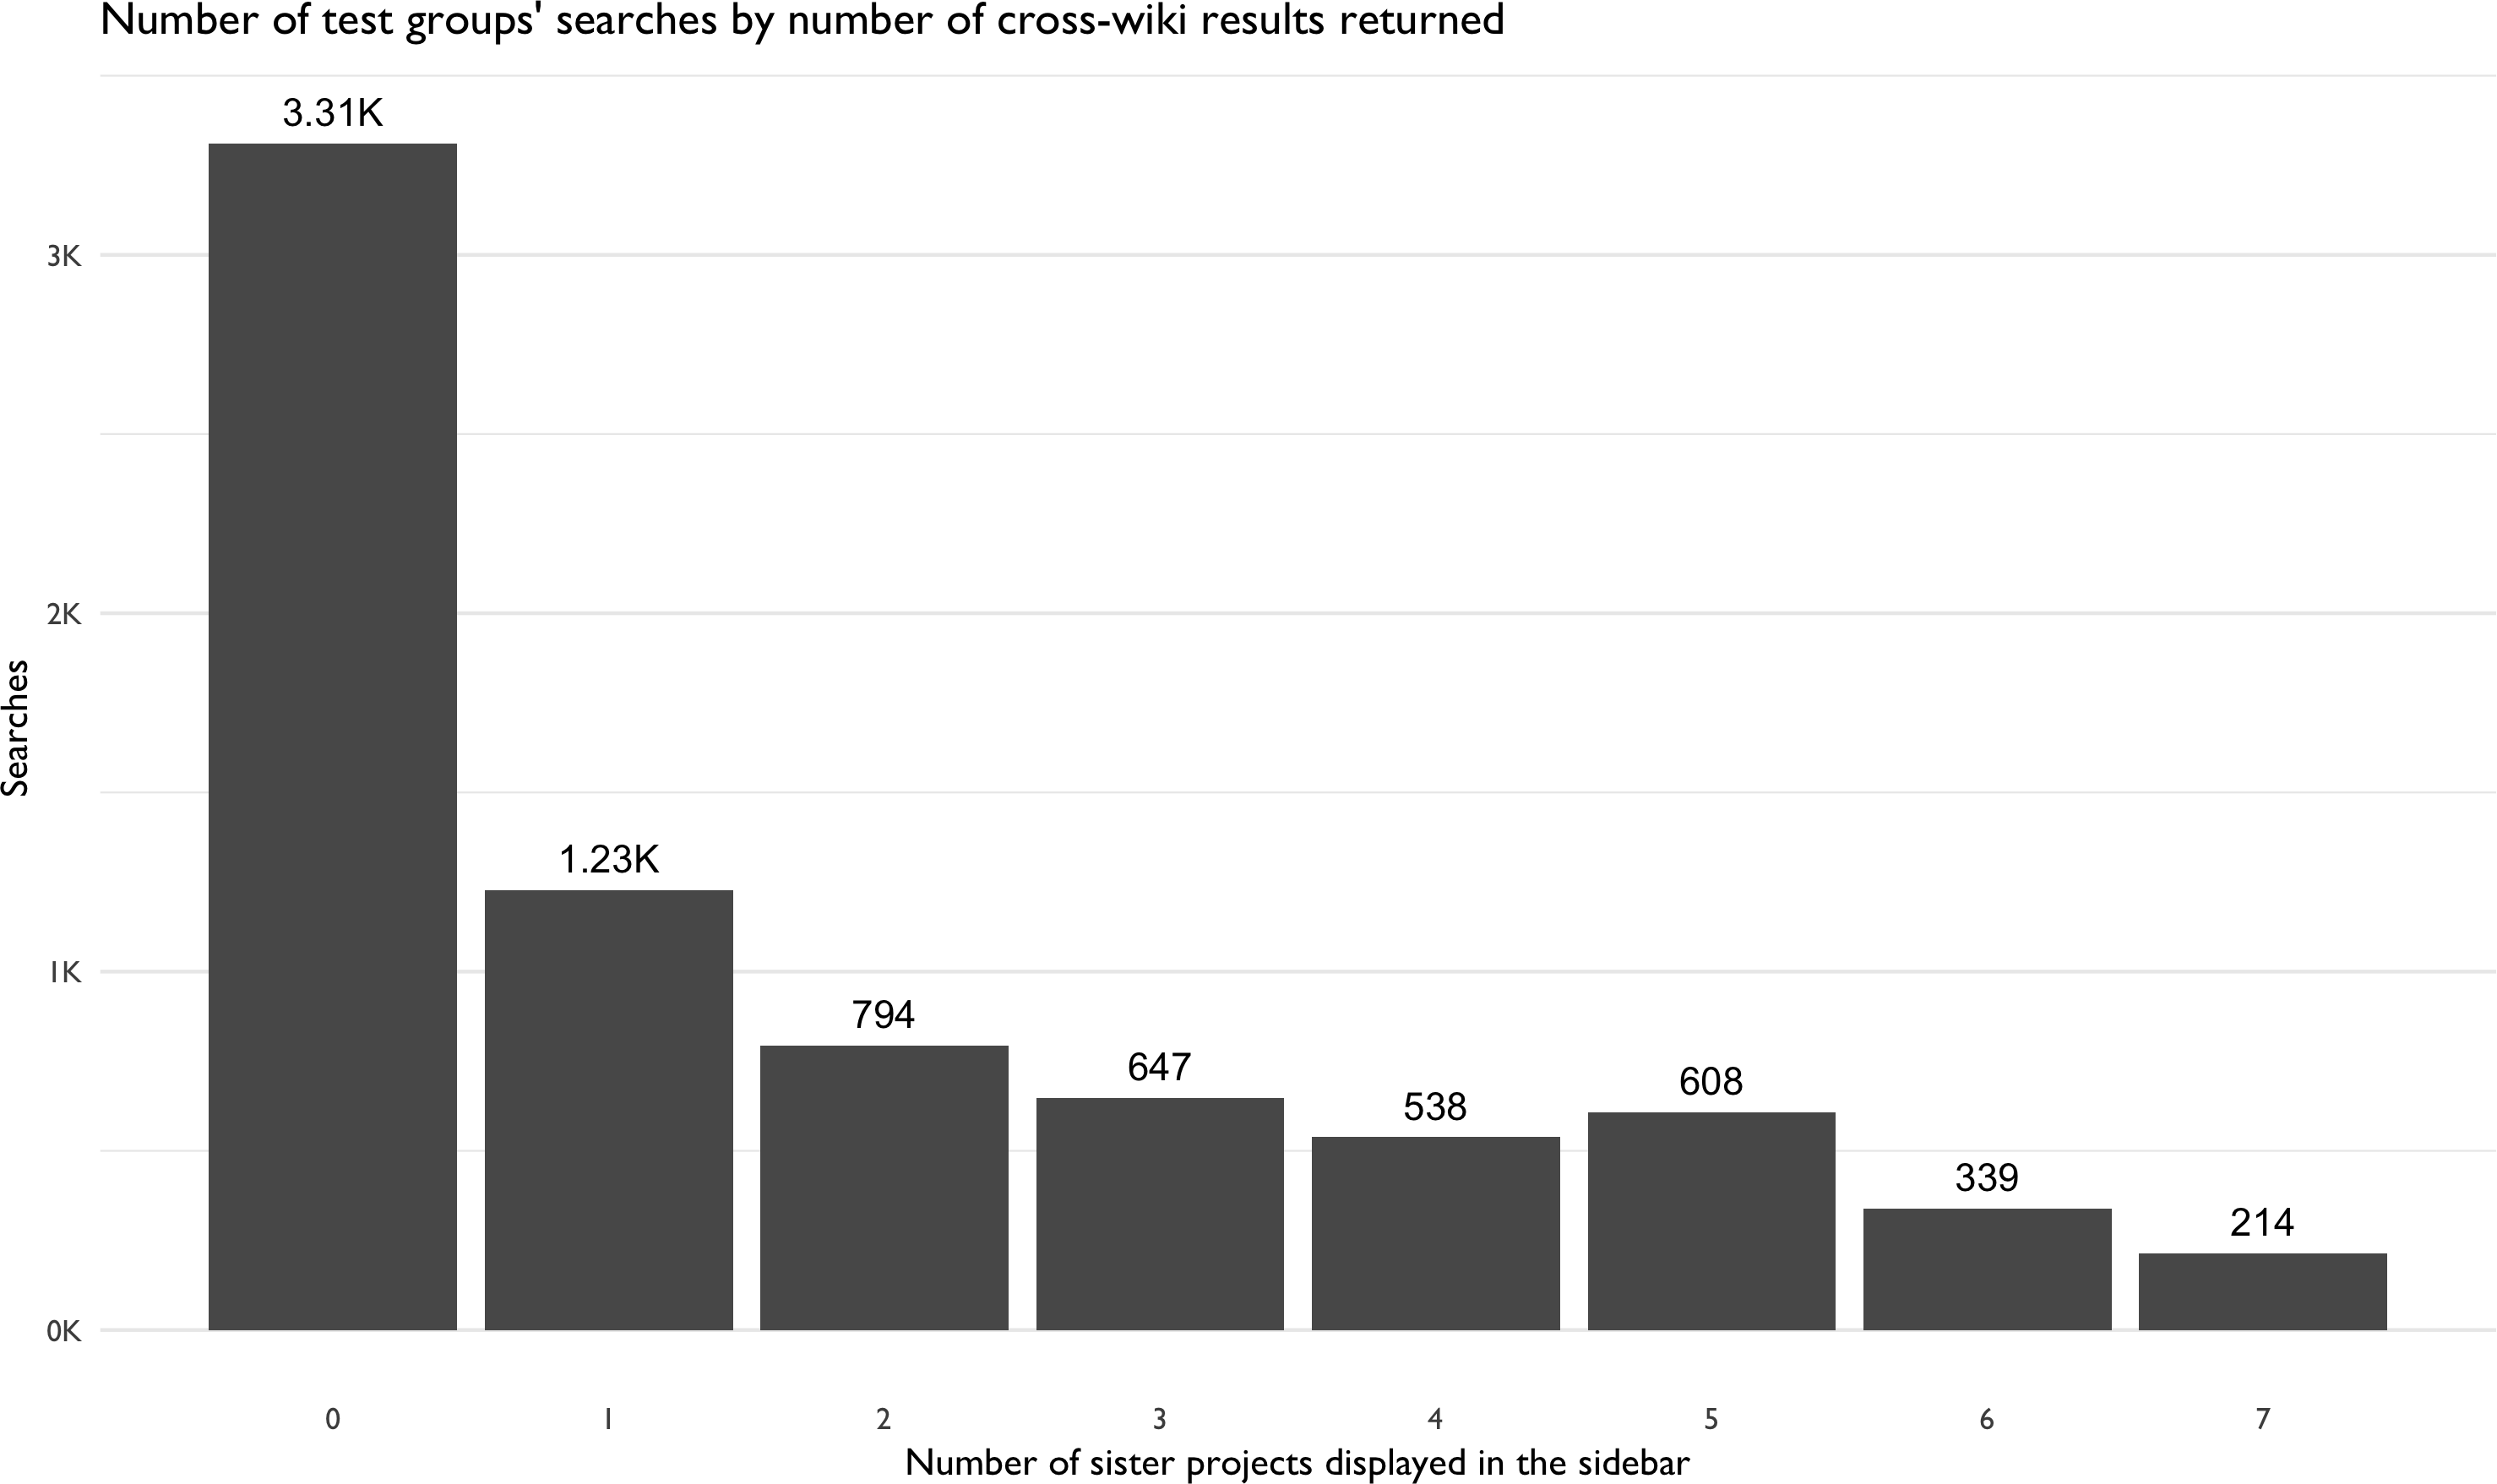 Number of test groups' searches by number of cross-wiki results returned
3.31K
3K
2K
Searches
1.23K
1K
794
647
538
608
339
214
0K
0 1 2 3 4 5 6 7
Number of sister projects displayed in the sidebar